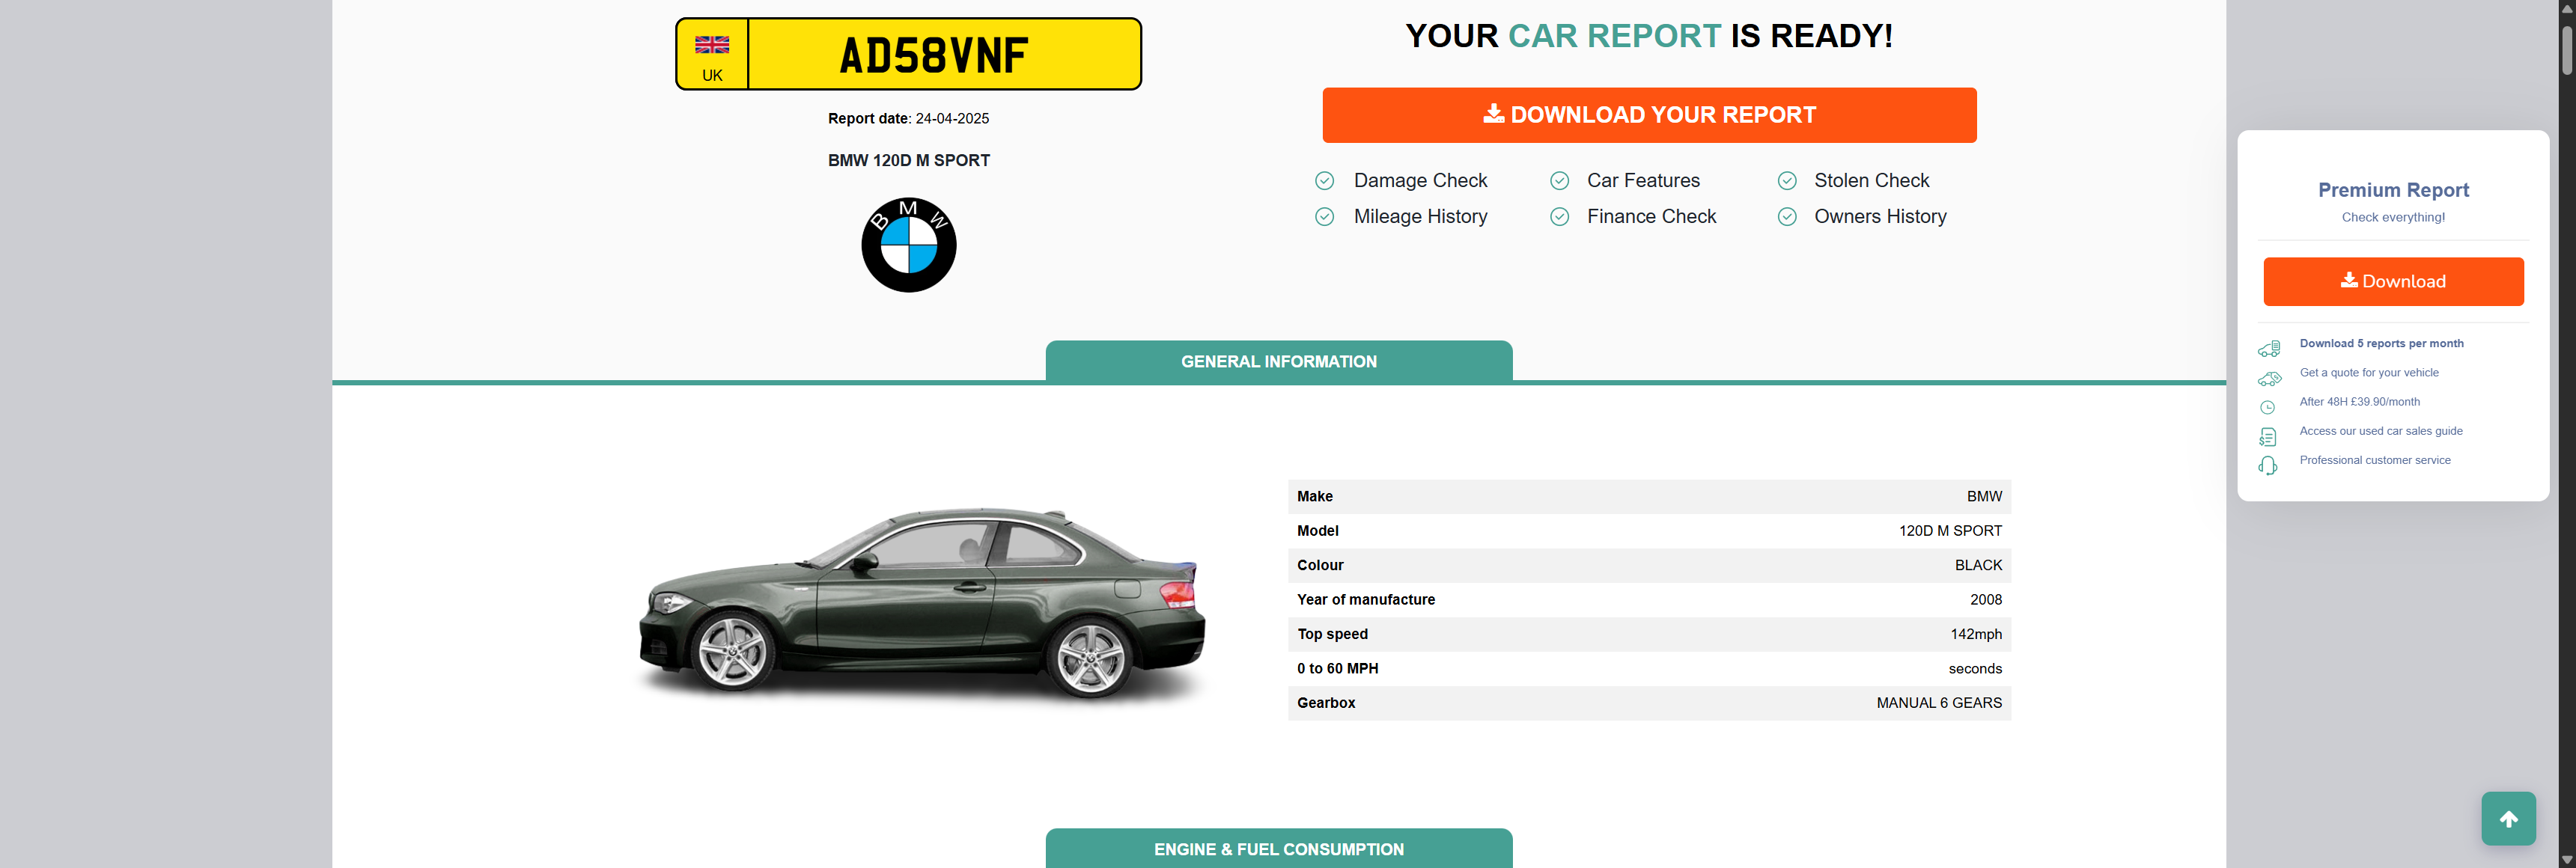 UK
AD58VNF
Report date: 24-04-2025
BMW 120D M SPORT
BMW
YOUR CAR REPORT IS READY!
DOWNLOAD YOUR REPORT
Damage Check
Car Features
Stolen Check
Mileage History
Finance Check
Owners History
Premium Report
Check everything!
Download
Download 5 reports per month
Get a quote for your vehicle
After 48H £39.90/month
Access our used car sales guide
Professional customer service
GENERAL INFORMATION
Make BMW
Model 120D M SPORT
Colour BLACK
Year of manufacture 2008
Top speed 142mph
0 to 60 MPH seconds
Gearbox MANUAL 6 GEARS
ENGINE & FUEL CONSUMPTION